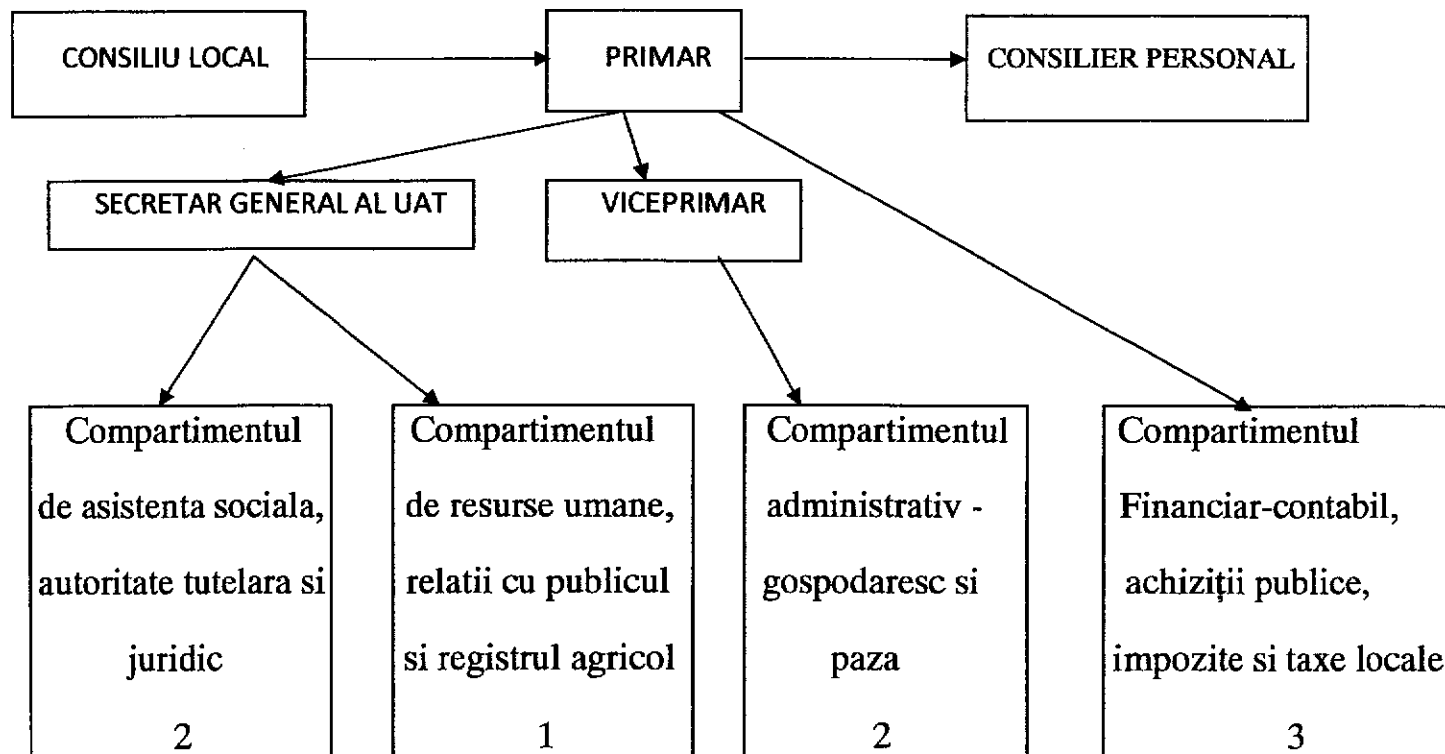 CONSILIU LOCAL
PRIMAR
CONSILIER PERSONAL
SECRETAR GENERAL AL UAT
VICEPRIMAR
Compartimentul
de asistenta sociala,
autoritate tutelara si
juridic
2
Compartimentul
de resurse umane,
relatii cu publicul
si registrul agricol
1
Compartimentul
administrativ -
gospodaresc si
paza
2
Compartimentul
Financiar-contabil,
achiziții publice,
impozite si taxe locale
3